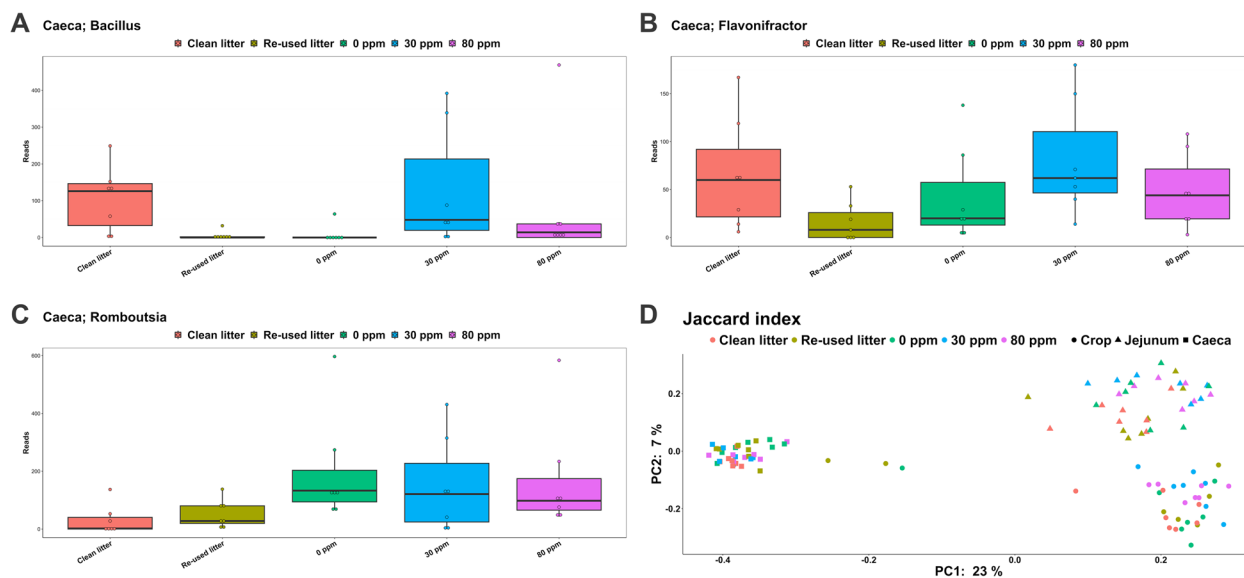 A Caeca; Bacillus
Clean litter Re-used litter 0 ppm 30 ppm 80 ppm
400
300
200
100
0
Reads
Clean litter Re-used litter 0 ppm 30 ppm 80 ppm
B Caeca; Flavonifractor
Clean litter Re-used litter 0 ppm 30 ppm 80 ppm
150
100
50
0
Reads
Clean litter Re-used litter 0 ppm 30 ppm 80 ppm
C Caeca; Romboutsia
Clean litter Re-used litter 0 ppm 30 ppm 80 ppm
600
400
200
0
Reads
Clean litter Re-used litter 0 ppm 30 ppm 80 ppm
D Jaccard index
Clean litter Re-used litter 0 ppm 30 ppm 80 ppm Crop Jejunum Caeca
0.2
0.0
-0.2
PC2: 7 %
-0.4 -0.2 0.0 0.2
PC1: 23 %